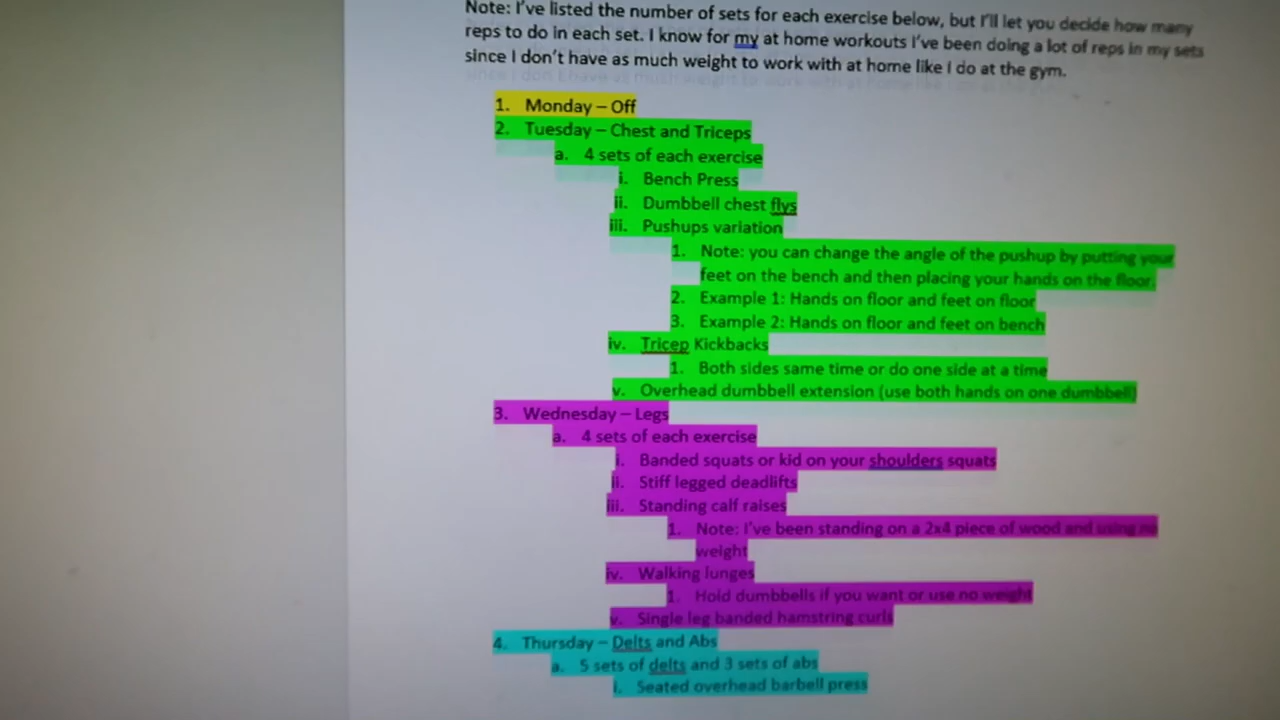 Note: I've listed the number of sets for each exercise below, but I'll let you decide how many
reps to do in each set. I know for my at home workouts I've been doing a lot of reps in my sets
since I don't have as much weight to work with at home like I do at the gym.
1. Monday – Off
2. Tuesday – Chest and Triceps
a. 4 sets of each exercise
i. Bench Press
ii. Dumbbell chest flys
iii. Pushups variation
1. Note: you can change the angle of the pushup by putting your
feet on the bench and then placing your hands on the floor.
2. Example 1: Hands on floor and feet on floor
3. Example 2: Hands on floor and feet on bench
iv. Tricep Kickbacks
1. Both sides same time or do one side at a time
v. Overhead dumbbell extension (use both hands on one dumbbell)
3. Wednesday – Legs
a. 4 sets of each exercise
i. Banded squats or kid on your shoulders squats
ii. Stiff legged deadlifts
iii. Standing calf raises
1. Note: I've been standing on a 2x4 piece of wood and using no
weight
iv. Walking lunges
1. Hold dumbbells if you want or use no weight
v. Single leg banded hamstring curls
4. Thursday – Delts and Abs
a. 5 sets of delts and 3 sets of abs
i. Seated overhead barbell press